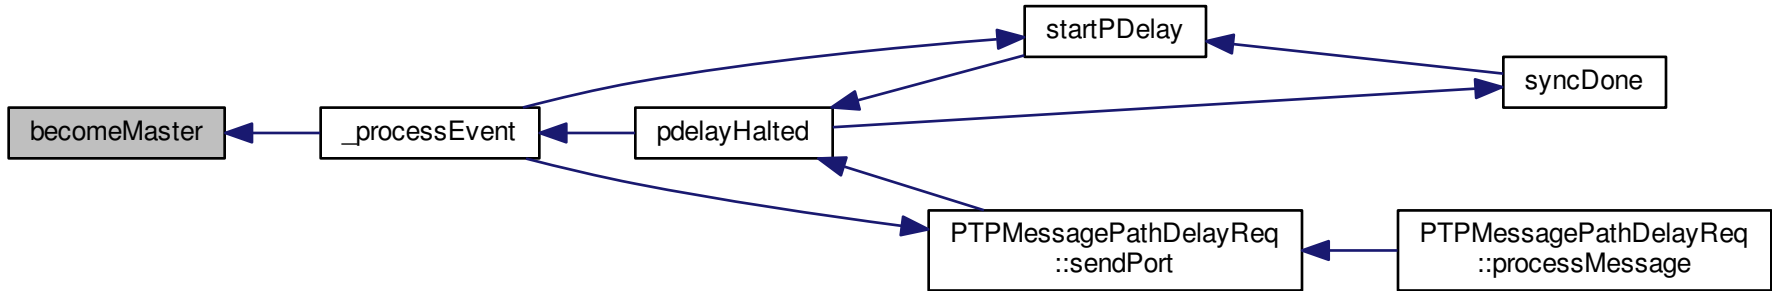 startPDelay
syncDone
becomeMaster
_processEvent
pdelayHalted
PTPMessagePathDelayReq
::sendPort
PTPMessagePathDelayReq
::processMessage